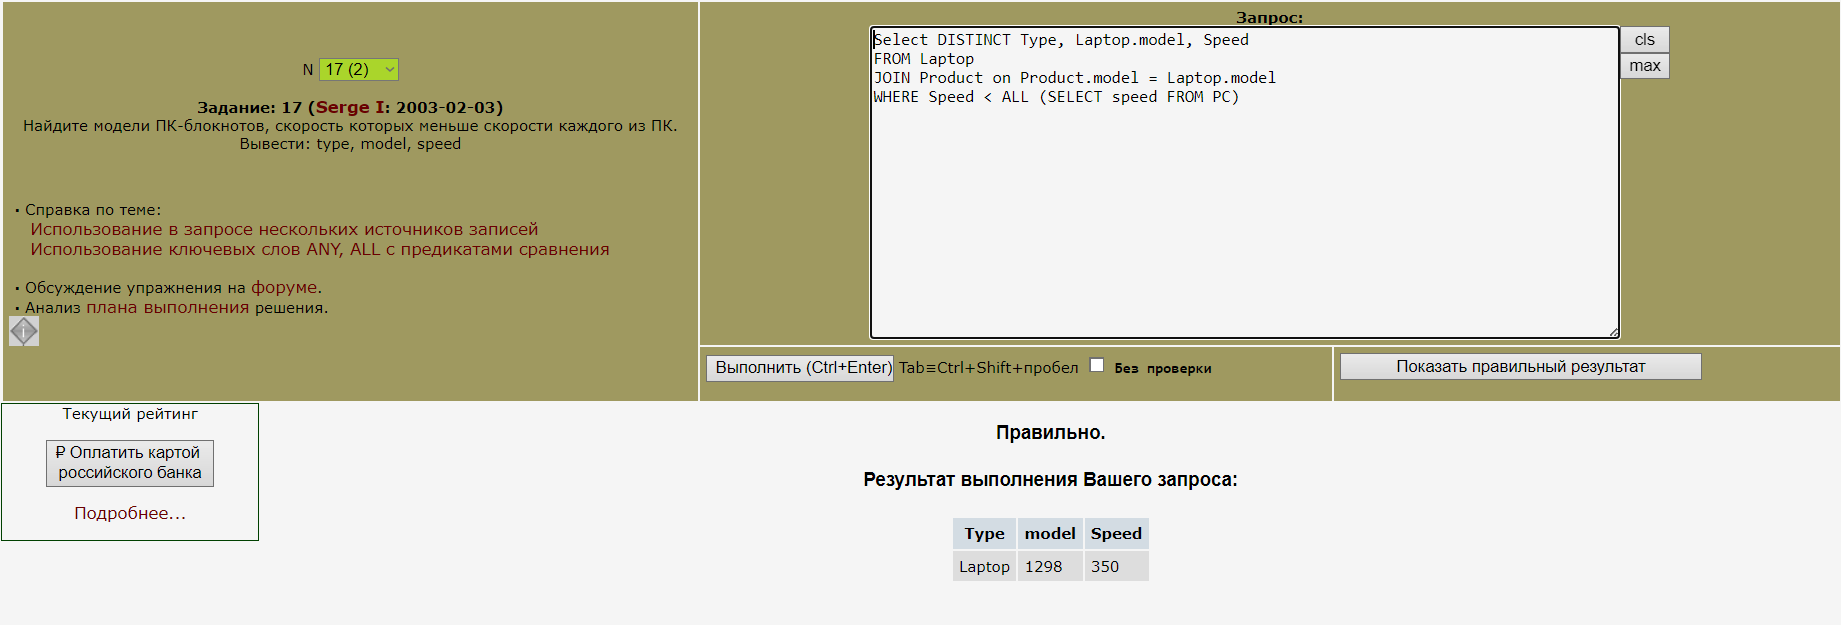 N 17 (2)
Задание: 17 (Serge I: 2003-02-03)
Найдите модели ПК-блокнотов, скорость которых меньше скорости каждого из ПК.
Вывести: type, model, speed
• Справка по теме:
Использование в запросе нескольких источников записей
Использование ключевых слов ANY, ALL с предикатами сравнения
• Обсуждение упражнения на форуме.
• Анализ плана выполнения решения.
i
Запрос:
Select DISTINCT Type, Laptop.model, Speed
FROM Laptop
JOIN Product on Product.model = Laptop.model
WHERE Speed < ALL (SELECT speed FROM PC)
cls
max
Выполнить (Ctrl+Enter) Tab≡Ctrl+Shift+пробел Без проверки
Показать правильный результат
Текущий рейтинг
₽ Оплатить картой
российского банка
Подробнее...
Правильно.
Результат выполнения Вашего запроса:
Type model Speed
Laptop 1298 350